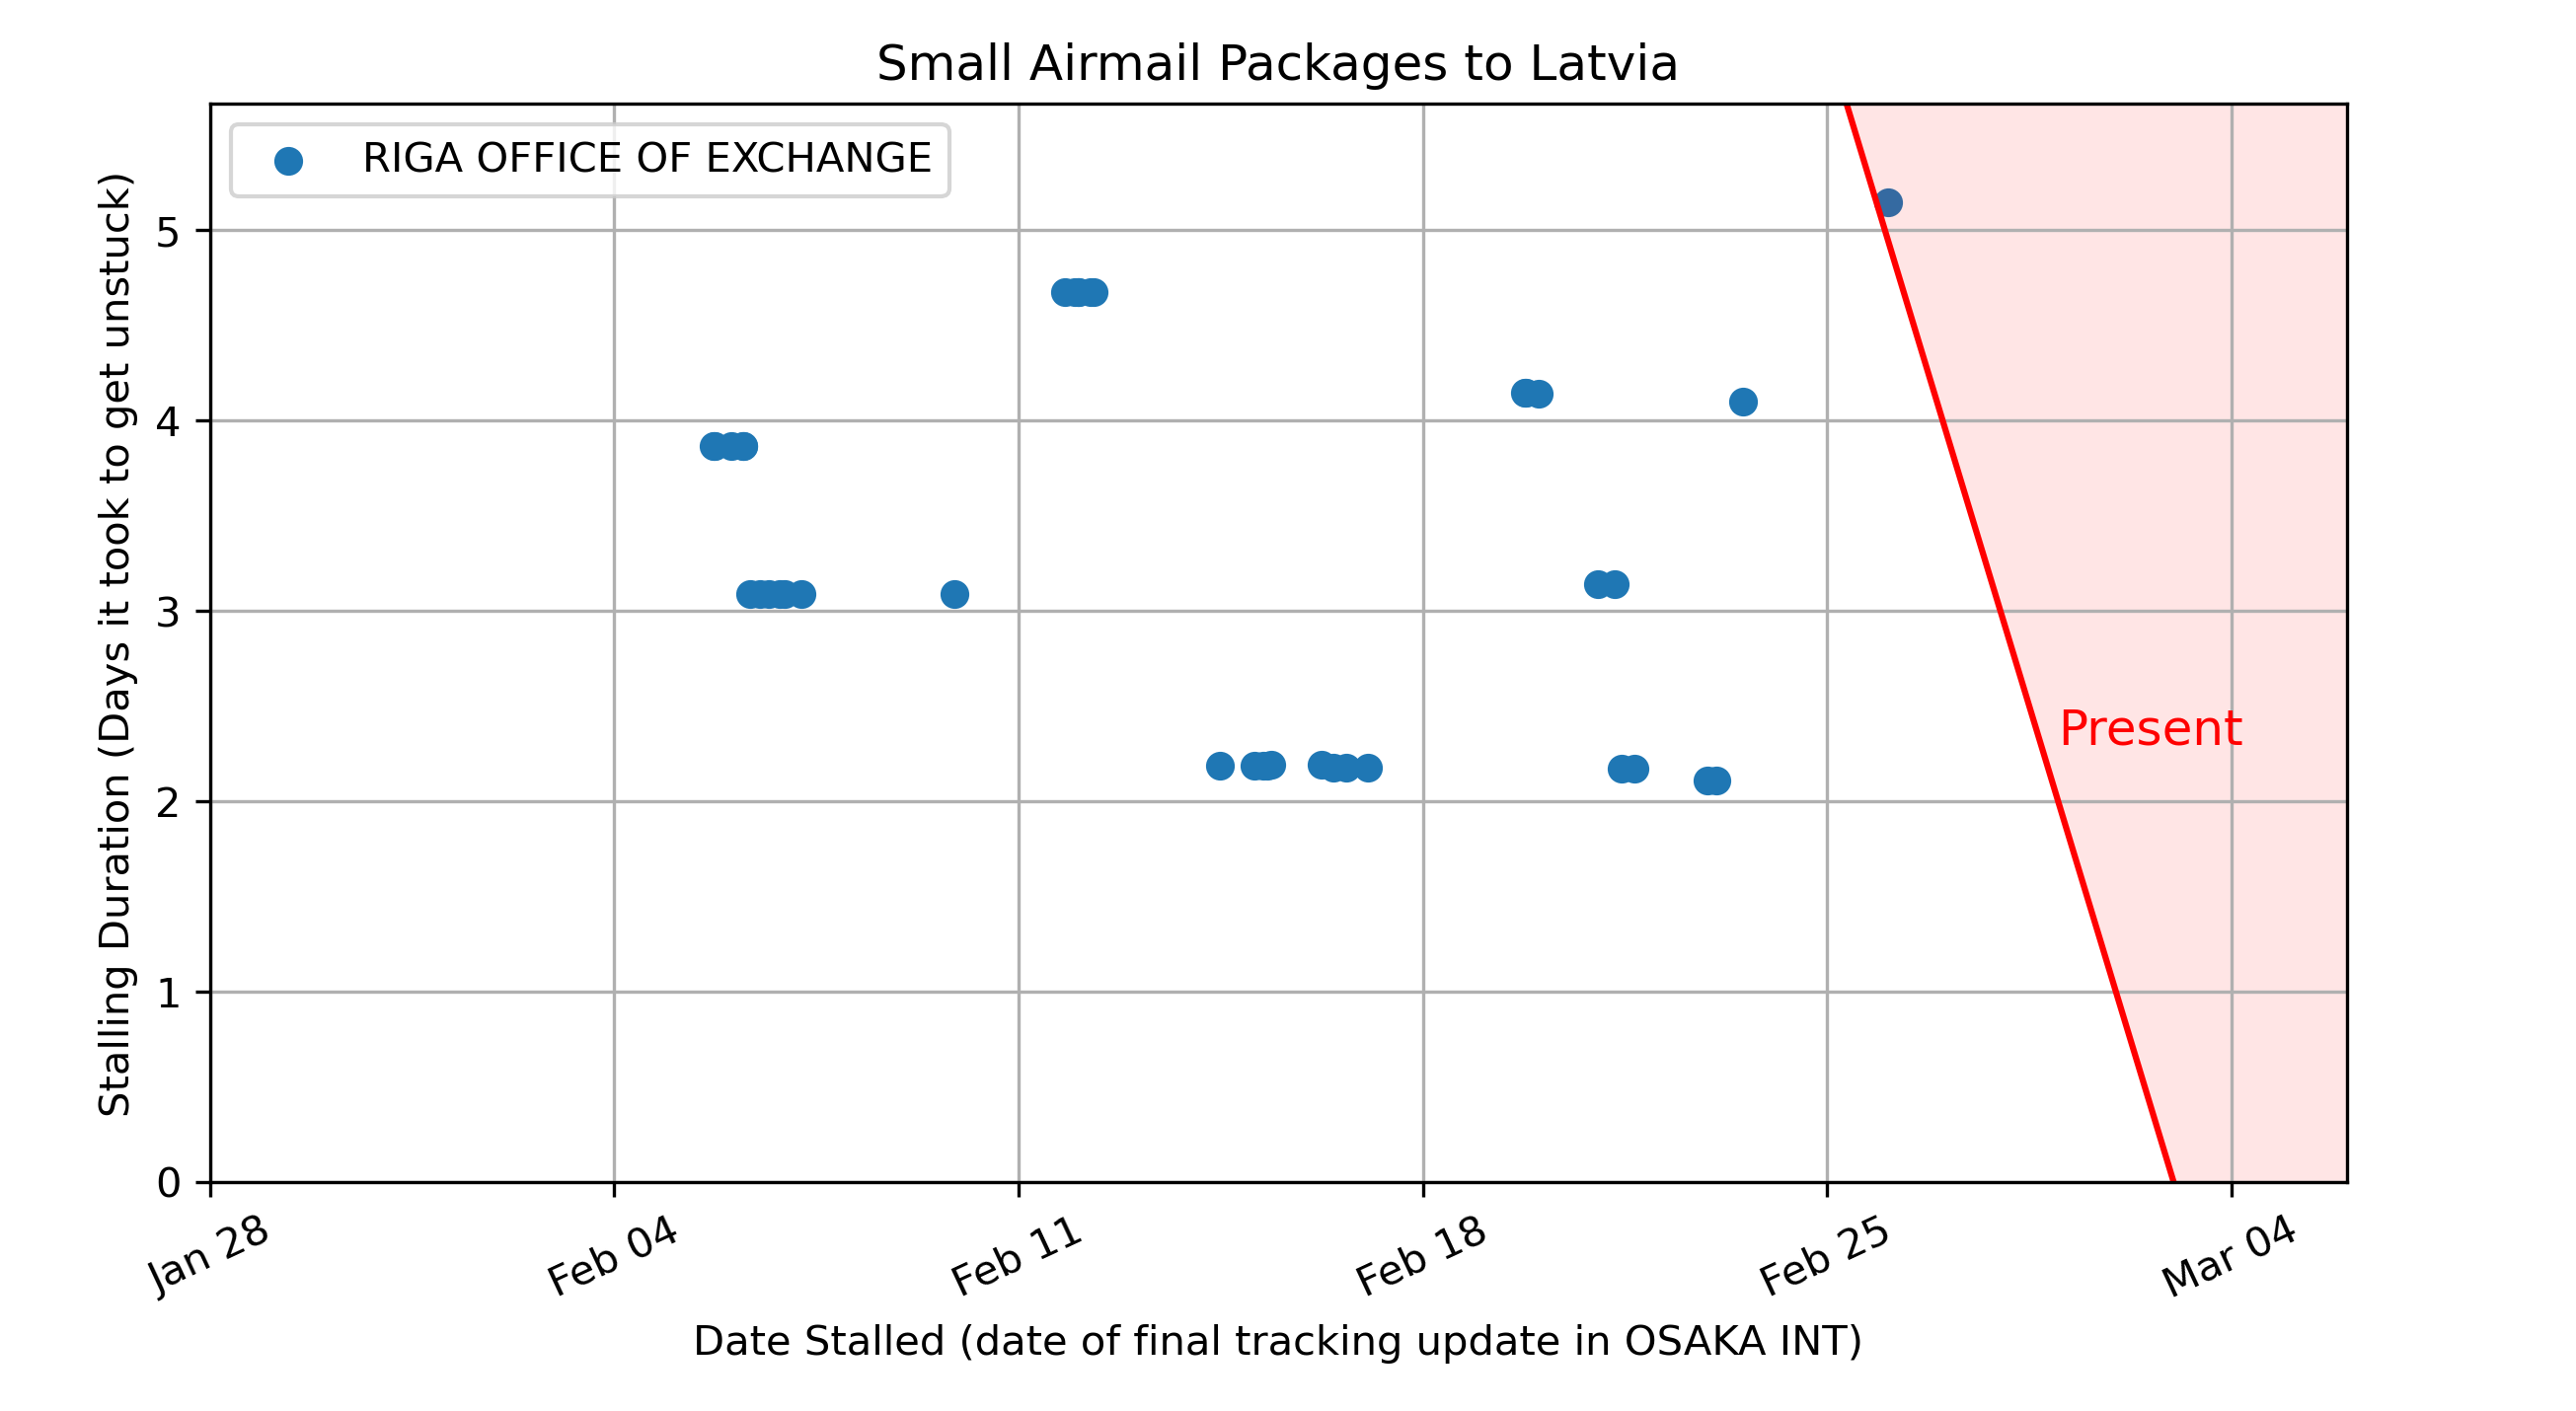 Small Airmail Packages to Latvia
RIGA OFFICE OF EXCHANGE
Stalling Duration (Days it took to get unstuck)
5
4
3
2
1
0
Present
Jan 28
Feb 04
Feb 11
Feb 18
Feb 25
Mar 04
Date Stalled (date of final tracking update in OSAKA INT)